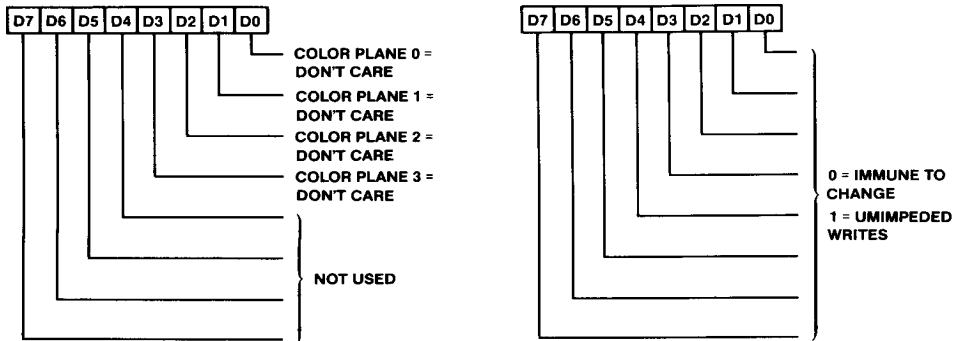 D7 D6 D5 D4 D3 D2 D1 D0
COLOR PLANE 0 =
DON'T CARE
COLOR PLANE 1 =
DON'T CARE
COLOR PLANE 2 =
DON'T CARE
COLOR PLANE 3 =
DON'T CARE
NOT USED
D7 D6 D5 D4 D3 D2 D1 D0
0 = IMMUNE TO
CHANGE
1 = UMIMPEDED
WRITES